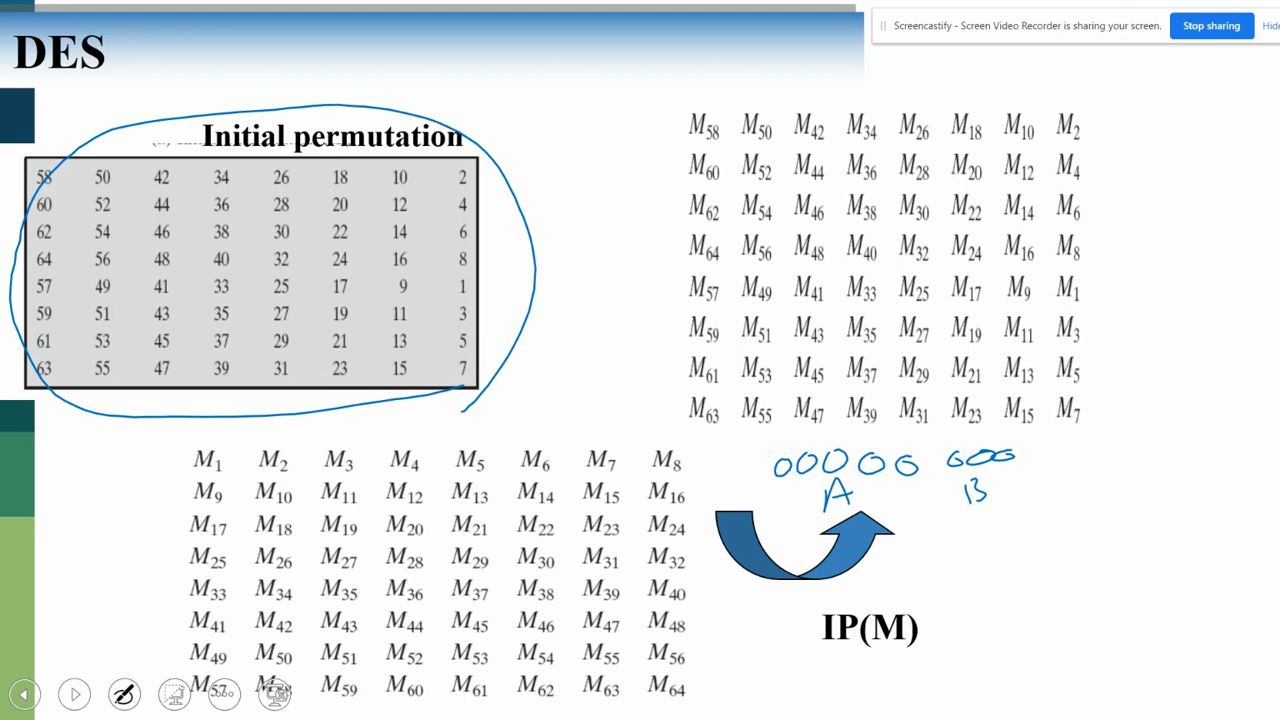 Screencastify - Screen Video Recorder is sharing your screen. Stop sharing Hide
DES
Initial permutation
58 50 42 34 26 18 10 2
60 52 44 36 28 20 12 4
62 54 46 38 30 22 14 6
64 56 48 40 32 24 16 8
57 49 41 33 25 17 9 1
59 51 43 35 27 19 11 3
61 53 45 37 29 21 13 5
63 55 47 39 31 23 15 7
M58 M50 M42 M34 M26 M18 M10 M2
M60 M52 M44 M36 M28 M20 M12 M4
M62 M54 M46 M38 M30 M22 M14 M6
M64 M56 M48 M40 M32 M24 M16 M8
M57 M49 M41 M33 M25 M17 M9 M1
M59 M51 M43 M35 M27 M19 M11 M3
M61 M53 M45 M37 M29 M21 M13 M5
M63 M55 M47 M39 M31 M23 M15 M7
M1 M2 M3 M4 M5 M6 M7 M8
M9 M10 M11 M12 M13 M14 M15 M16
M17 M18 M19 M20 M21 M22 M23 M24
M25 M26 M27 M28 M29 M30 M31 M32
M33 M34 M35 M36 M37 M38 M39 M40
M41 M42 M43 M44 M45 M46 M47 M48
M49 M50 M51 M52 M53 M54 M55 M56
M57 M59 M60 M61 M62 M63 M64
00000 000
A B
IP(M)